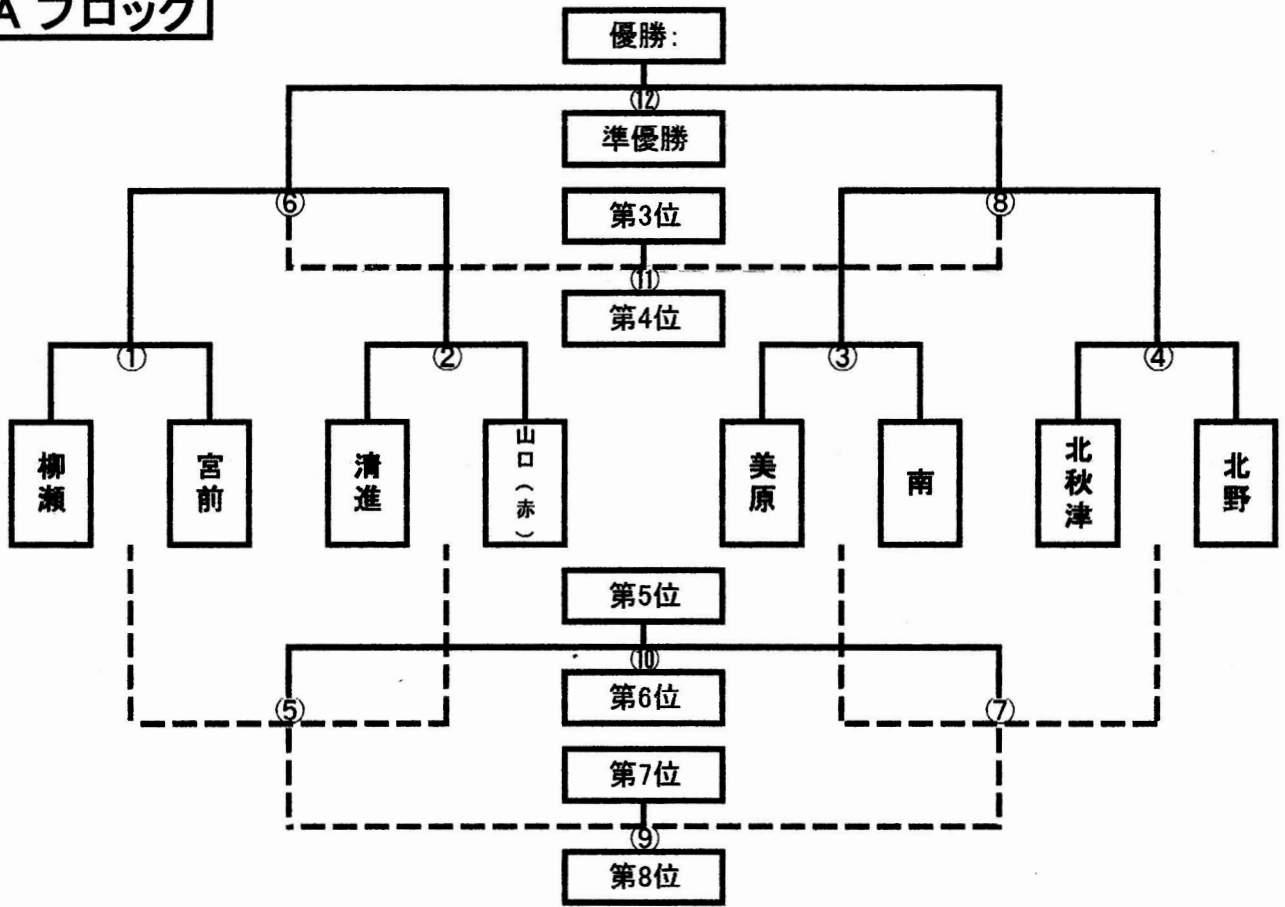 A ブロック
優勝:
⑫
準優勝
⑥
第3位
⑧
⑪
第4位
①
②
③
④
柳瀬
宮前
清進
山口(赤)
美原
南
北秋津
北野
第5位
⑩
第6位
⑤
⑦
第7位
⑨
第8位